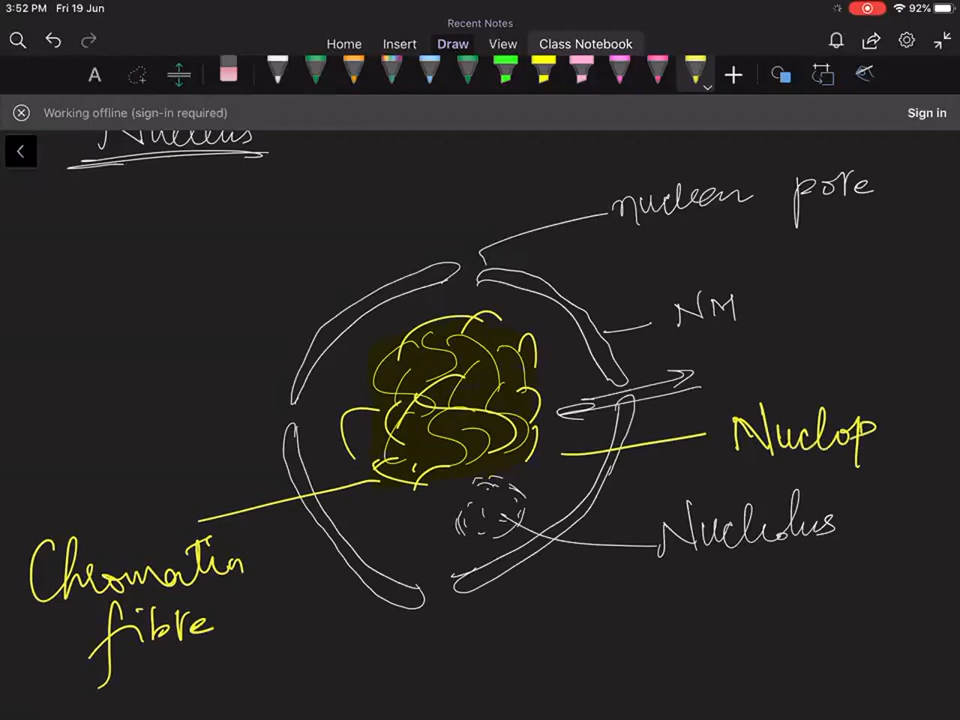 3:52 PM Fri 19 Jun
92%
Recent Notes
Home Insert Draw View Class Notebook
A
Working offline (sign-in required)
Sign in
Nucleus
nuclear pore
NM
Nuclop
Nucleolus
Chromatin
fibre